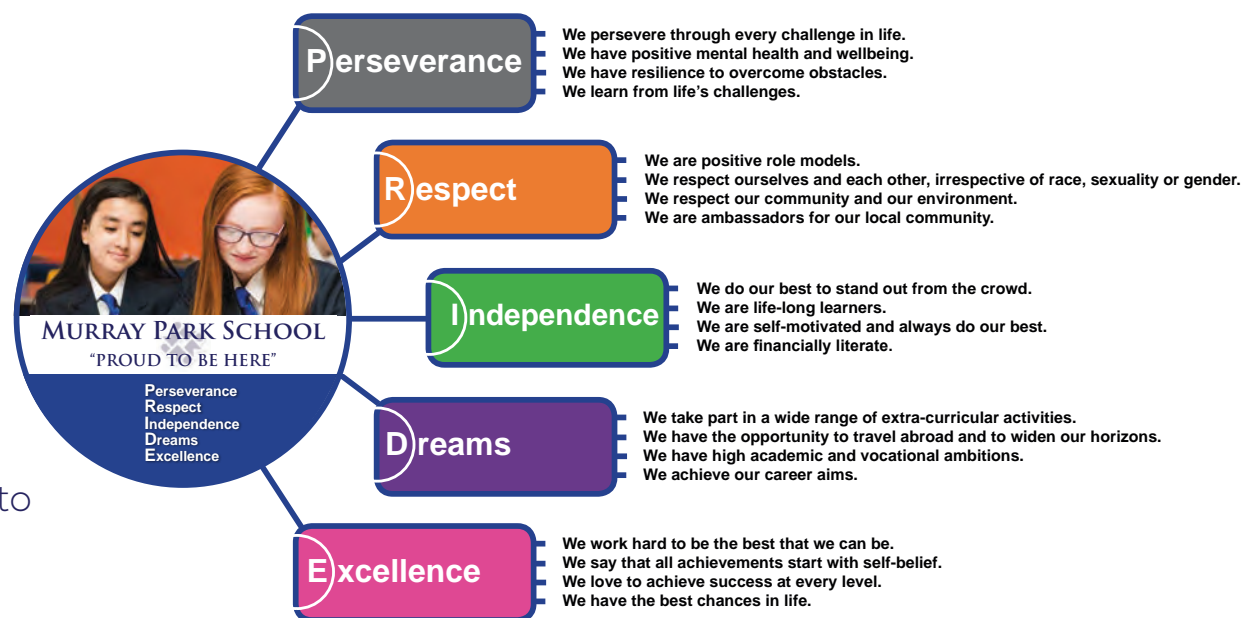 Perseverance
We persevere through every challenge in life.
We have positive mental health and wellbeing.
We have resilience to overcome obstacles.
We learn from life's challenges.
Respect
We are positive role models.
We respect ourselves and each other, irrespective of race, sexuality or gender.
We respect our community and our environment.
We are ambassadors for our local community.
Independence
We do our best to stand out from the crowd.
We are life-long learners.
We are self-motivated and always do our best.
We are financially literate.
MURRAY PARK SCHOOL
"PROUD TO BE HERE"
Perseverance
Respect
Independence
Dreams
Excellence
Dreams
We take part in a wide range of extra-curricular activities.
We have the opportunity to travel abroad and to widen our horizons.
We have high academic and vocational ambitions.
We achieve our career aims.
to
Excellence
We work hard to be the best that we can be.
We say that all achievements start with self-belief.
We love to achieve success at every level.
We have the best chances in life.